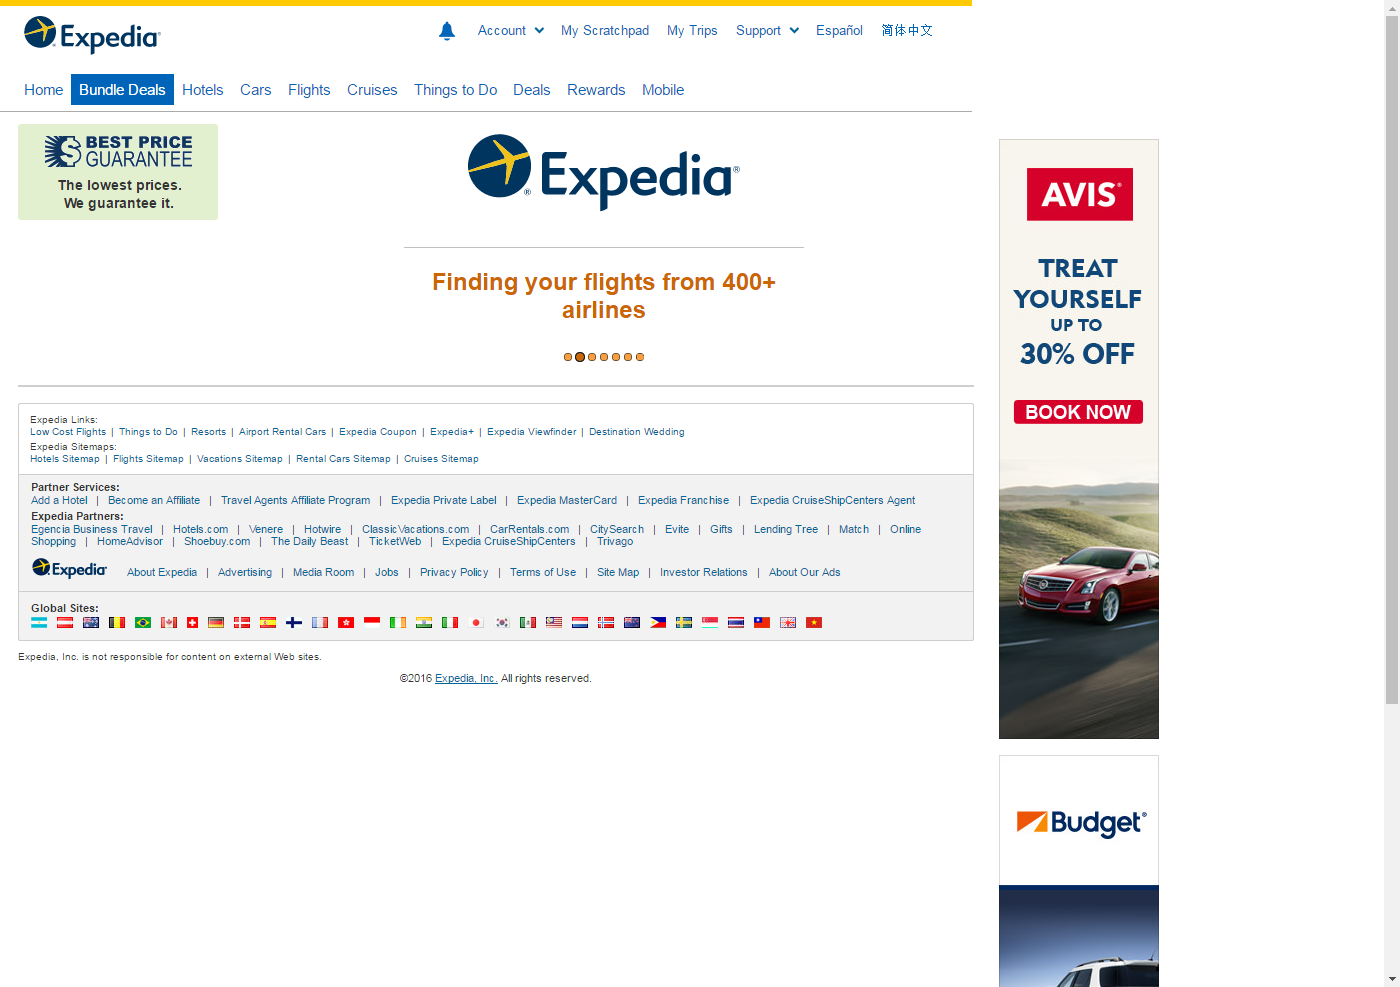 Expedia
Account
My Scratchpad
My Trips
Support
Español
简体中文
Home
Bundle Deals
Hotels
Cars
Flights
Cruises
Things to Do
Deals
Rewards
Mobile
BEST PRICE
GUARANTEE
The lowest prices.
We guarantee it.
Expedia®
Finding your flights from 400+
airlines
Expedia Links:
Low Cost Flights | Things to Do | Resorts | Airport Rental Cars | Expedia Coupon | Expedia+ | Expedia Viewfinder | Destination Wedding
Expedia Sitemaps:
Hotels Sitemap | Flights Sitemap | Vacations Sitemap | Rental Cars Sitemap | Cruises Sitemap
Partner Services:
Add a Hotel | Become an Affiliate | Travel Agents Affiliate Program | Expedia Private Label | Expedia MasterCard | Expedia Franchise | Expedia CruiseShipCenters Agent
Expedia Partners:
Egencia Business Travel | Hotels.com | Venere | Hotwire | ClassicVacations.com | CarRentals.com | CitySearch | Evite | Gifts | Lending Tree | Match | Online
Shopping | HomeAdvisor | Shoebuy.com | The Daily Beast | TicketWeb | Expedia CruiseShipCenters | Trivago
Expedia
About Expedia | Advertising | Media Room | Jobs | Privacy Policy | Terms of Use | Site Map | Investor Relations | About Our Ads
Global Sites:
Expedia, Inc. is not responsible for content on external Web sites.
©2016 Expedia, Inc. All rights reserved.
AVIS®
TREAT
YOURSELF
UP TO
30% OFF
BOOK NOW
Budget®